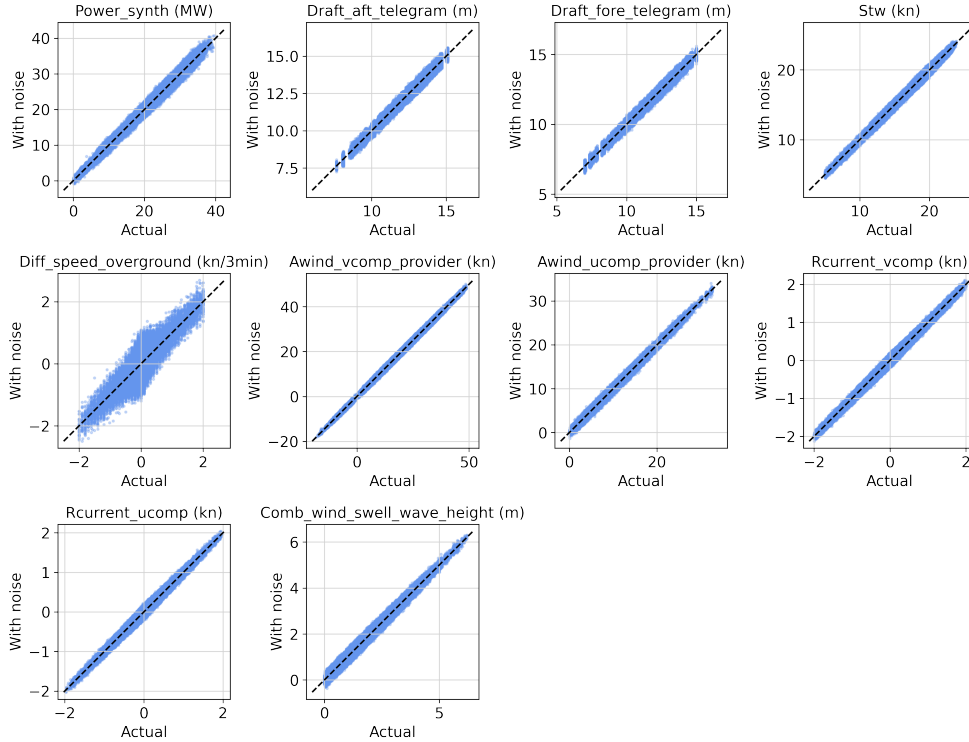 Power_synth (MW)
Draft_aft_telegram (m)
Draft_fore_telegram (m)
Stw (kn)
With noise
40
30
20
10
0
0
20
40
Actual
With noise
15.0
12.5
10.0
7.5
10
15
Actual
With noise
15
10
5
5
10
15
Actual
With noise
20
10
10
20
Actual
Diff_speed_overground (kn/3min)
Awind_vcomp_provider (kn)
Awind_ucomp_provider (kn)
Rcurrent_vcomp (kn)
With noise
2
0
−2
−2
0
2
Actual
With noise
40
20
0
−20
0
50
Actual
With noise
30
20
10
0
0
20
Actual
With noise
2
1
0
−1
−2
−2
0
2
Actual
Rcurrent_ucomp (kn)
Comb_wind_swell_wave_height (m)
With noise
2
1
0
−1
−2
−2
0
2
Actual
With noise
6
4
2
0
0
5
Actual